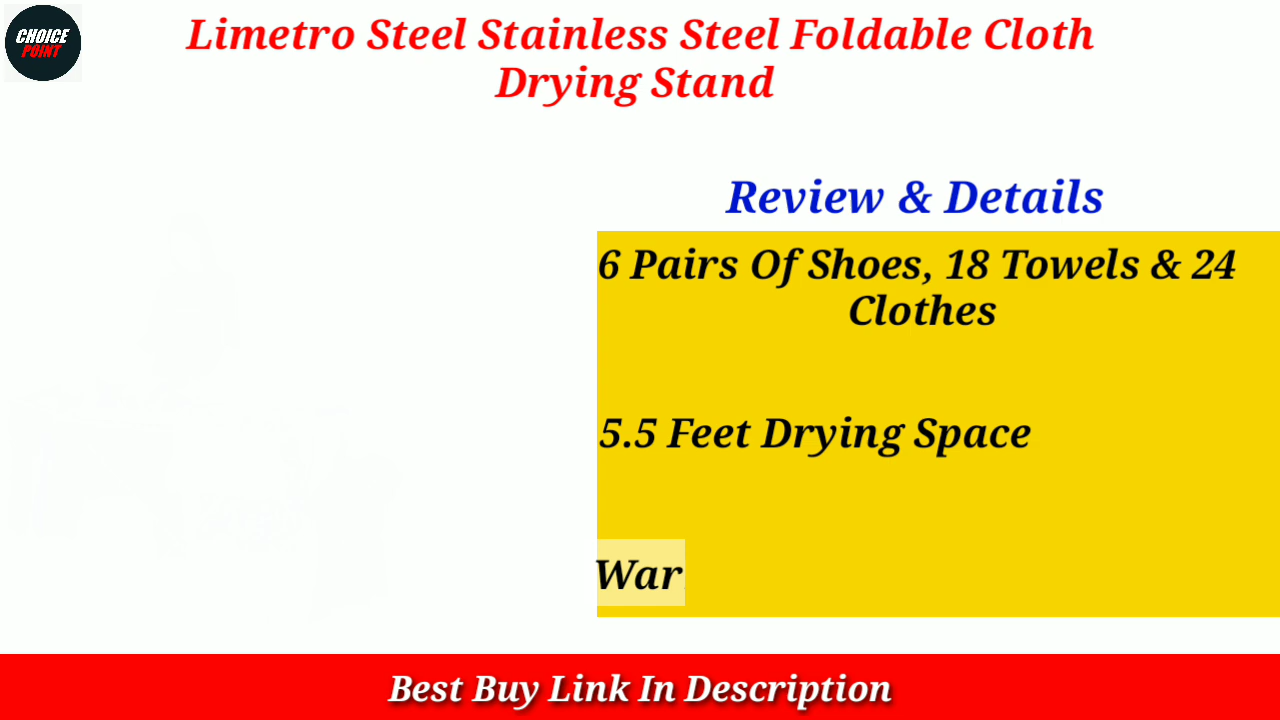 CHOICE
POINT
Limetro Steel Stainless Steel Foldable Cloth
Drying Stand
Review & Details
6 Pairs Of Shoes, 18 Towels & 24
Clothes
5.5 Feet Drying Space
War
Best Buy Link In Description